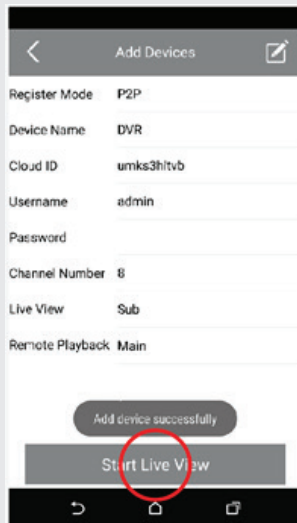 Add Devices
Register Mode P2P
Device Name DVR
Cloud ID umks3hltvb
Username admin
Password
Channel Number 8
Live View Sub
Remote Playback Main
Add device successfully
Start Live View